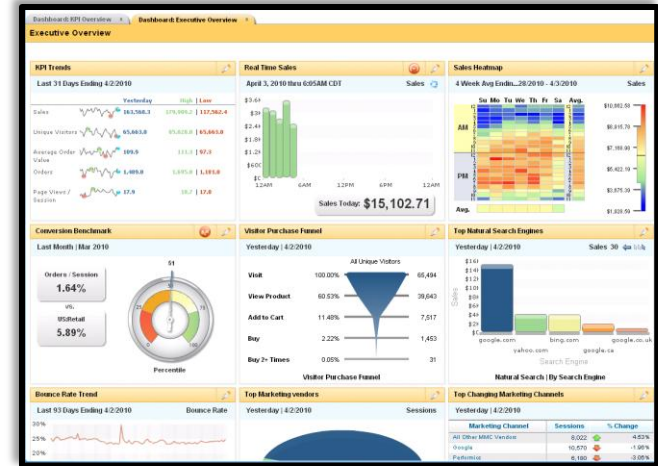 Dashboard: KPI Overview
Dashboard: Executive Overview
Executive Overview
KPI Trends
Last 31 Days Ending 4/2/2010
Yesterday High | Low
Sales 163,568.3 | 117,562.4
Unique Visitors 65,663.0 | 65,663.0
Average Order Value 109.9 | 97.3
Orders 1,489.0
Page Views / Session 17.9 | 17.0
Real Time Sales
April 3, 2010 thru 6:05AM CDT Sales
12AM 6AM 12PM 6PM 12AM
Sales Today: $15,102.71
Sales Heatmap
4 Week Avg Endin...28/2010 - 4/3/2010 Sales
Su Mo Tu We Th Fr Sa Avg.
AM
PM
Avg.
Conversion Benchmark
Last Month | Mar 2010
51
Orders / Session
1.64%
vs.
US:Retail
5.89%
Percentile
Visitor Purchase Funnel
Yesterday | 4/2/2010
All Unique Visitors
Visit 100.00% 65,494
View Product 60.53% 39,643
Add to Cart 11.48% 7,517
Buy 2.22% 1,453
Buy 2+ Times 0.05% 31
Visitor Purchase Funnel
Top Natural Search Engines
Yesterday | 4/2/2010 Sales 30
Sales
google.com bing.com google.co.uk
yahoo.com google.ca
Search Engine
Natural Search | By Search Engine
Bounce Rate Trend
Last 93 Days Ending 4/2/2010 Bounce Rate
30%
25%
20%
Top Marketing vendors
Yesterday | 4/2/2010 Sessions
Top Changing Marketing Channels
Yesterday | 4/2/2010
Marketing Channel Sessions % Change
All Other MMC Vendors 8,022 4.53%
Google 10,570 -1.95%
Performics 6,180